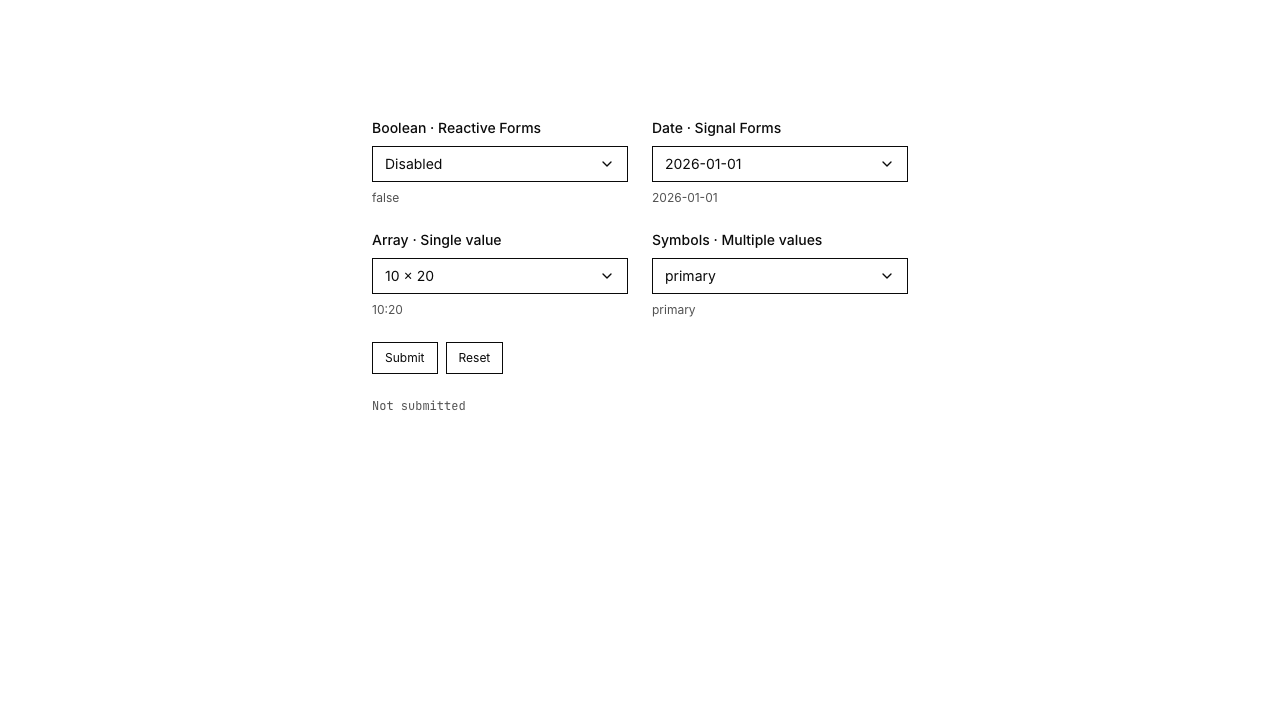 Boolean · Reactive Forms
Disabled
false
Date · Signal Forms
2026-01-01
2026-01-01
Array · Single value
10 × 20
10:20
Symbols · Multiple values
primary
primary
Submit
Reset
Not submitted